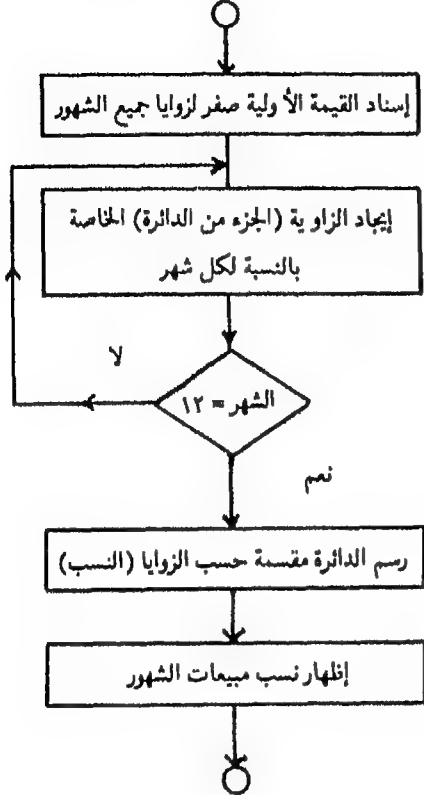 إسناد القيمة الأولية صفر لزوايا جميع الشهور
إيجاد الزاوية (الجزء من الدائرة) الخاصة
بالنسبة لكل شهر
لا
الشهر = ١٢
نعم
رسم الدائرة مقسمة حسب الزوايا (النسب)
إظهار نسب مبيعات الشهور